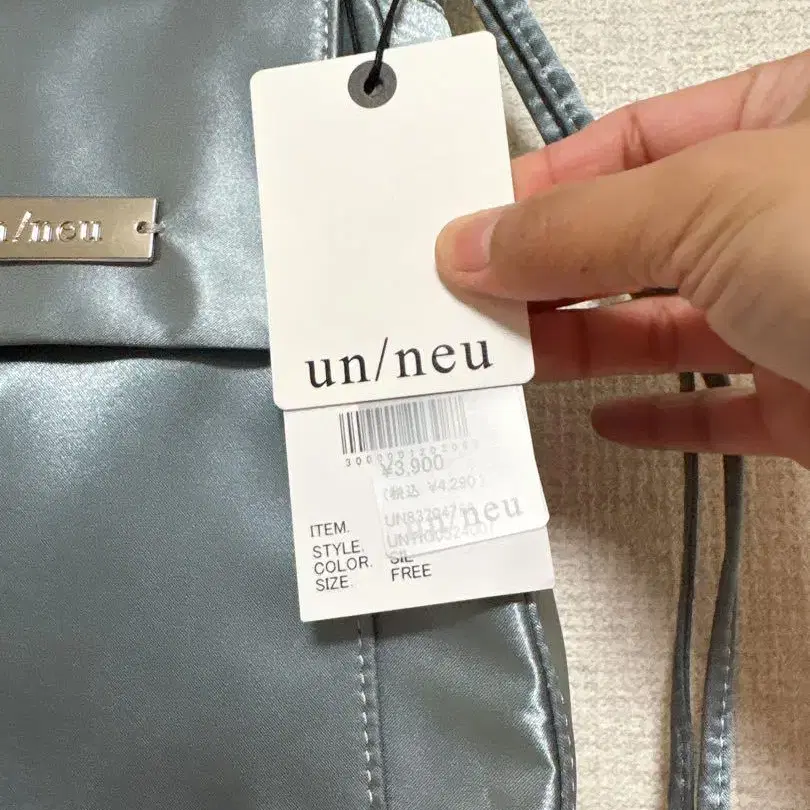 n/neu
un/neu
¥3,900
(税込 ¥4,290)
un/neu
ITEM.
STYLE.
COLOR. SIL
SIZE. FREE